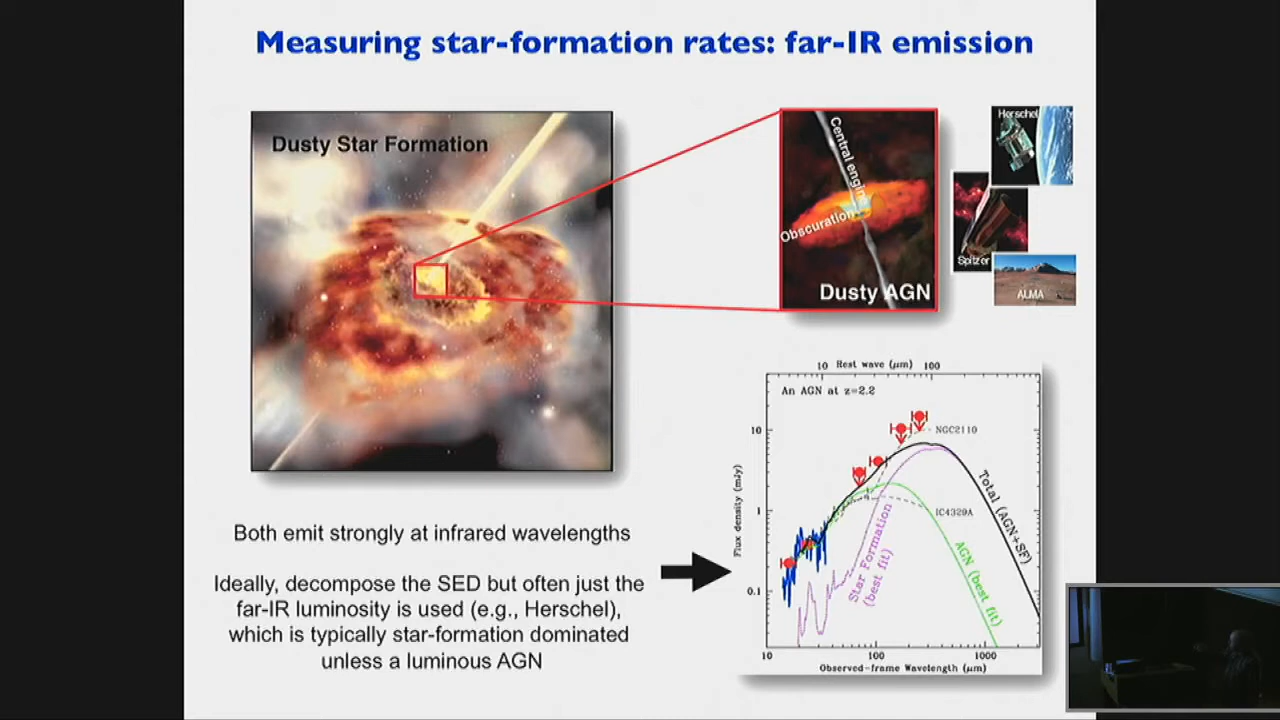 Measuring star-formation rates: far-IR emission
Dusty Star Formation
Central engine
Obscuration
Dusty AGN
Herschel
Spitzer
ALMA
Both emit strongly at infrared wavelengths
Ideally, decompose the SED but often just the
far-IR luminosity is used (e.g., Herschel),
which is typically star-formation dominated
unless a luminous AGN
10 Rest wave (μm) 100
An AGN at z=2.2
NGC2110
IC4329A
Total (AGN+SF)
AGN (best fit)
Star Formation
(best fit)
Flux density (mJy)
10
1
0.1
10 100 1000
Observed-frame Wavelength (μm)